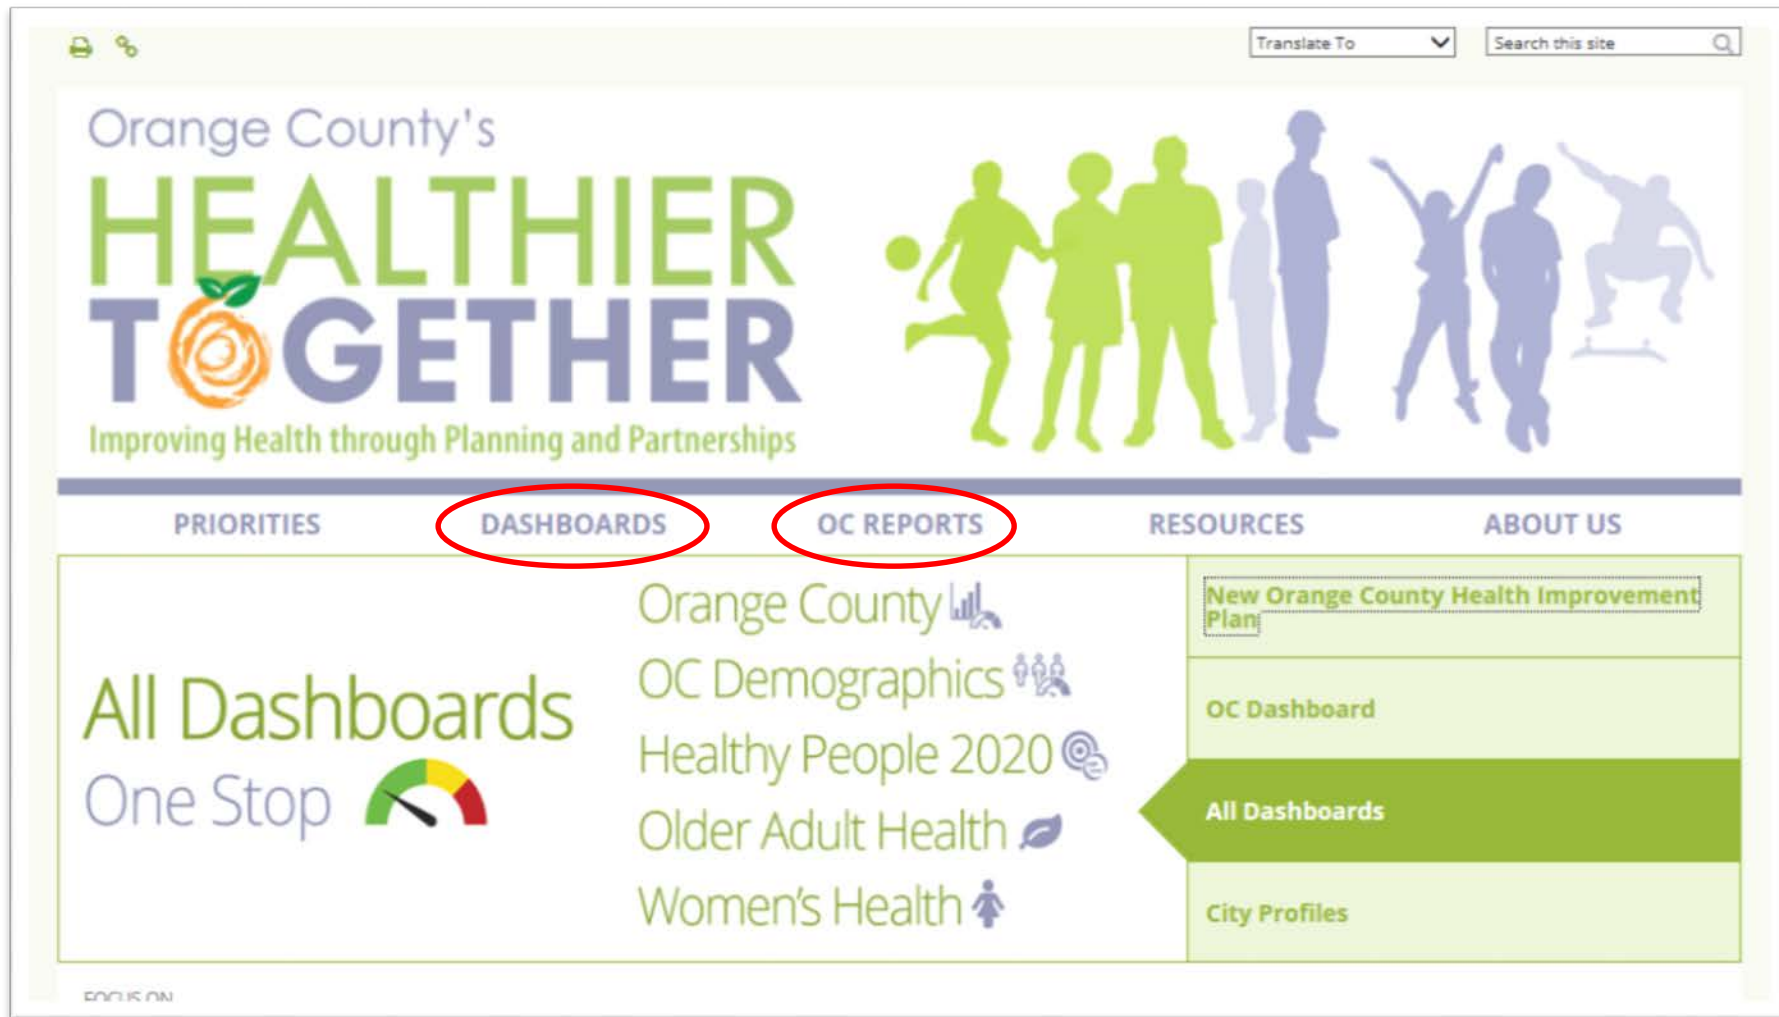 Translate To
Search this site
Orange County's
HEALTHIER
TOGETHER
Improving Health through Planning and Partnerships
PRIORITIES
DASHBOARDS
OC REPORTS
RESOURCES
ABOUT US
All Dashboards
One Stop
Orange County
OC Demographics
Healthy People 2020
Older Adult Health
Women's Health
New Orange County Health Improvement
Plan
OC Dashboard
All Dashboards
City Profiles
FOCUS ON